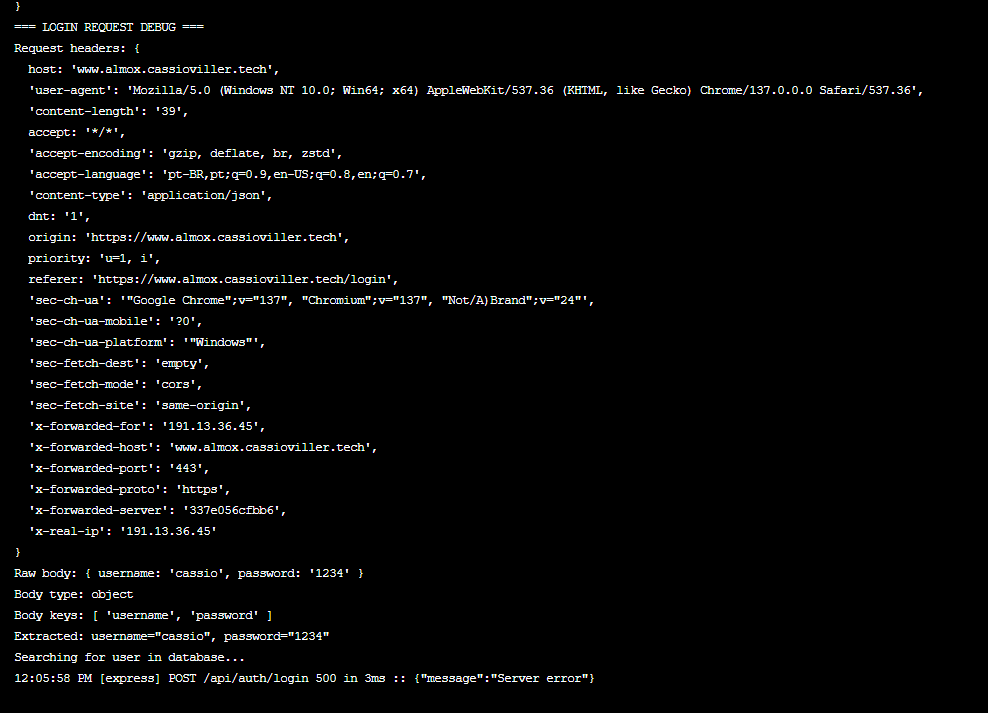 }
=== LOGIN REQUEST DEBUG ===
Request headers: {
  host: 'www.almox.cassioviller.tech',
  'user-agent': 'Mozilla/5.0 (Windows NT 10.0; Win64; x64) AppleWebKit/537.36 (KHTML, like Gecko) Chrome/137.0.0.0 Safari/537.36',
  'content-length': '39',
  accept: '*/*',
  'accept-encoding': 'gzip, deflate, br, zstd',
  'accept-language': 'pt-BR,pt;q=0.9,en-US;q=0.8,en;q=0.7',
  'content-type': 'application/json',
  dnt: '1',
  origin: 'https://www.almox.cassioviller.tech',
  priority: 'u=1, i',
  referer: 'https://www.almox.cassioviller.tech/login',
  'sec-ch-ua': '"Google Chrome";v="137", "Chromium";v="137", "Not/A)Brand";v="24"',
  'sec-ch-ua-mobile': '?0',
  'sec-ch-ua-platform': '"Windows"',
  'sec-fetch-dest': 'empty',
  'sec-fetch-mode': 'cors',
  'sec-fetch-site': 'same-origin',
  'x-forwarded-for': '191.13.36.45',
  'x-forwarded-host': 'www.almox.cassioviller.tech',
  'x-forwarded-port': '443',
  'x-forwarded-proto': 'https',
  'x-forwarded-server': '337e056cfbb6',
  'x-real-ip': '191.13.36.45'
}
Raw body: { username: 'cassio', password: '1234' }
Body type: object
Body keys: [ 'username', 'password' ]
Extracted: username="cassio", password="1234"
Searching for user in database...
12:05:58 PM [express] POST /api/auth/login 500 in 3ms :: {"message":"Server error"}